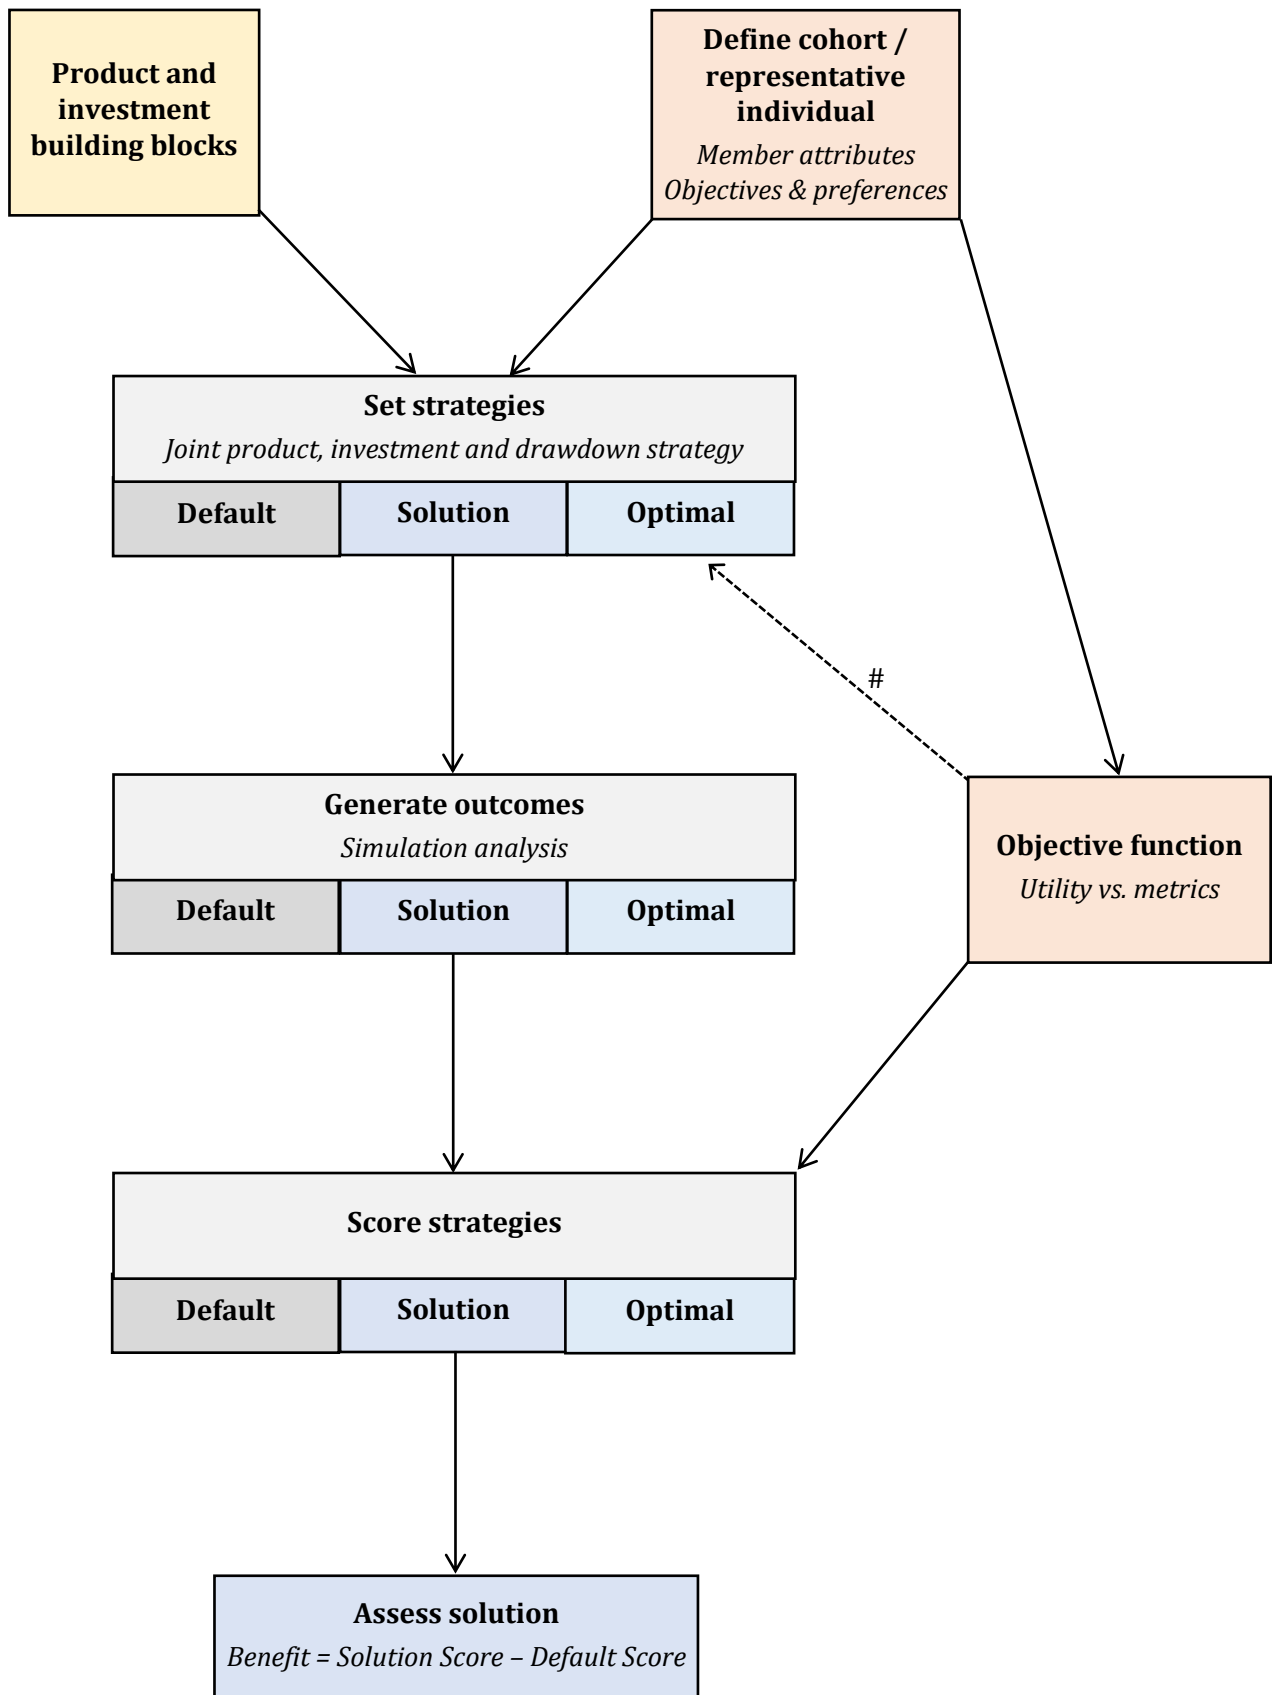 Product and
investment
building blocks
Define cohort /
representative
individual
Member attributes
Objectives & preferences
Set strategies
Joint product, investment and drawdown strategy
Default
Solution
Optimal
#
Generate outcomes
Simulation analysis
Default
Solution
Optimal
Objective function
Utility vs. metrics
Score strategies
Default
Solution
Optimal
Assess solution
Benefit = Solution Score – Default Score